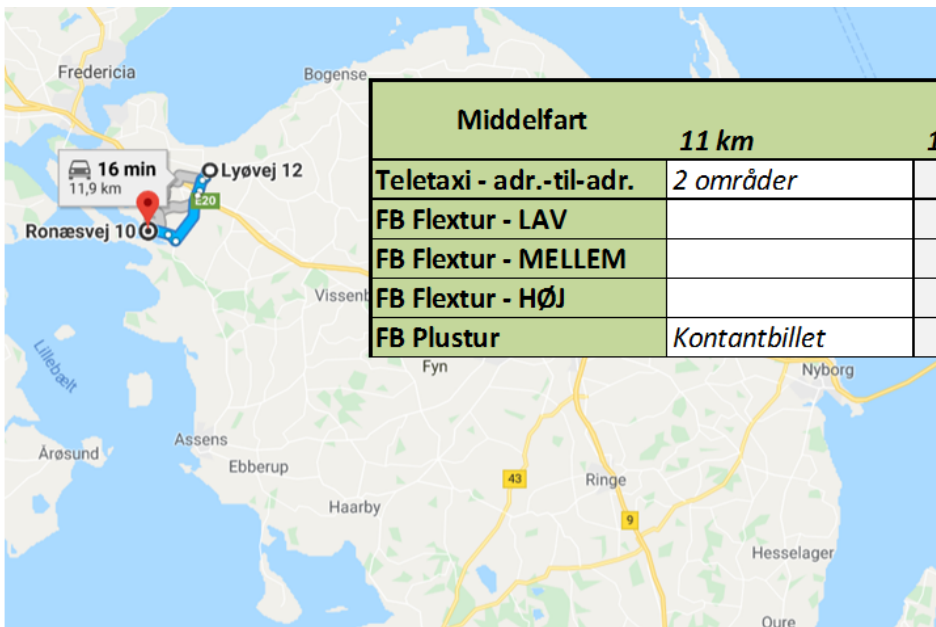 Fredericia
Bogense
Middelfart
11 km
1
16 min
11,9 km
Lyøvej 12
Teletaxi - adr.-til-adr.
2 områder
E20
FB Flextur - LAV
Ronæsvej 10
FB Flextur - MELLEM
Vissenb
FB Flextur - HØJ
FB Plustur
Kontantbillet
Lillebælt
Fyn
Nyborg
Assens
Årøsund
Ebberup
43
Ringe
Haarby
9
Hesselager
Oure